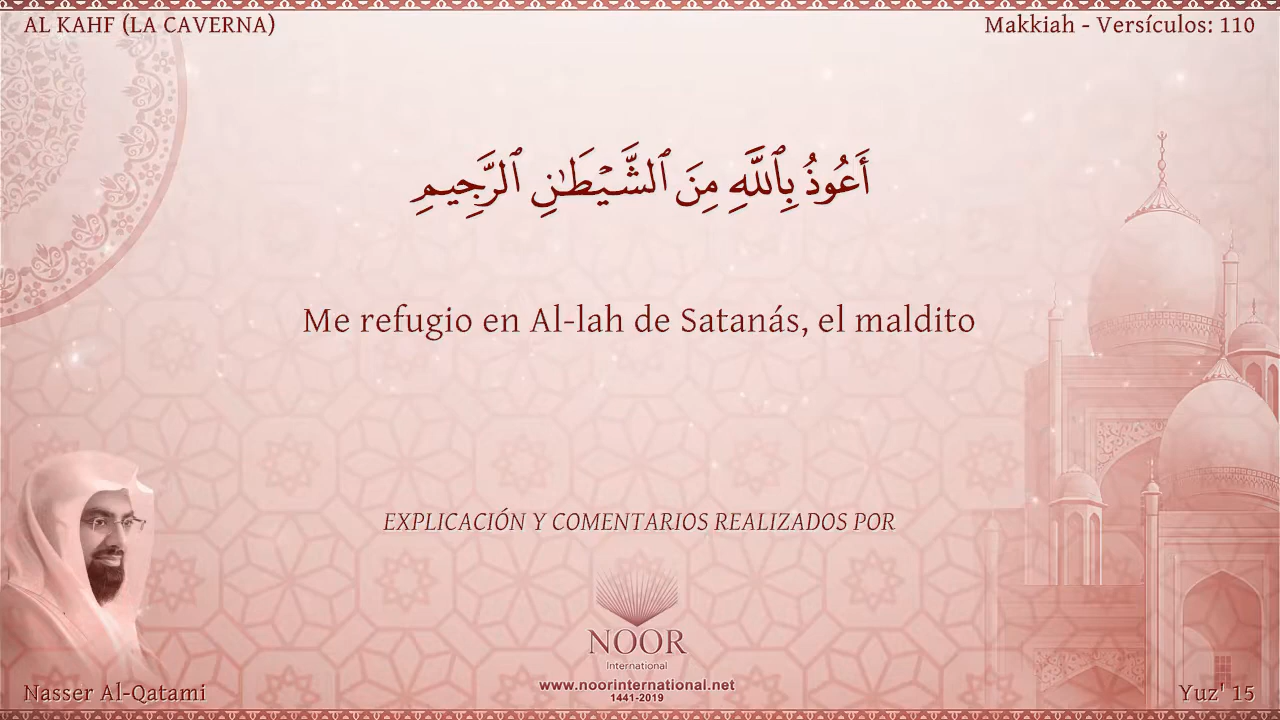 AL KAHF (LA CAVERNA)
Makkiah - Versículos: 110
أَعُوذُ بِٱللَّهِ مِنَ ٱلشَّيْطَـٰنِ ٱلرَّجِيمِ
Me refugio en Al-lah de Satanás, el maldito
EXPLICACIÓN Y COMENTARIOS REALIZADOS POR
NOOR
International
www.noorinternational.net
1441-2019
Nasser Al-Qatami
Yuz' 15